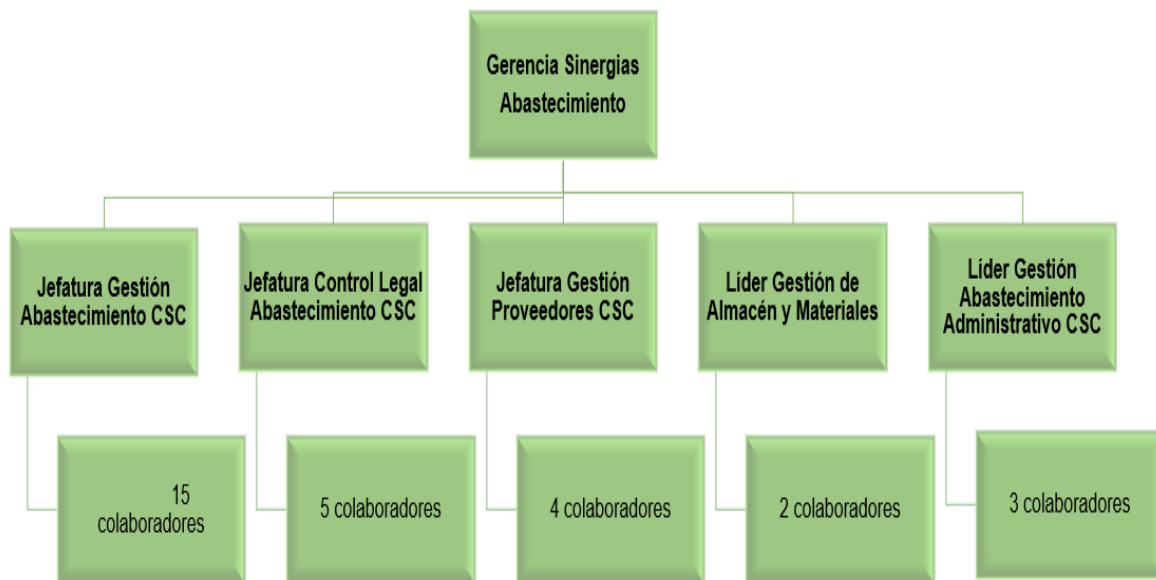 Gerencia Sinergias
Abastecimiento
Jefatura Gestión
Abastecimiento CSC
Jefatura Control Legal
Abastecimiento CSC
Jefatura Gestión
Proveedores CSC
Líder Gestión de
Almacén y Materiales
Líder Gestión
Abastecimiento
Administrativo CSC
15
colaboradores
5 colaboradores
4 colaboradores
2 colaboradores
3 colaboradores